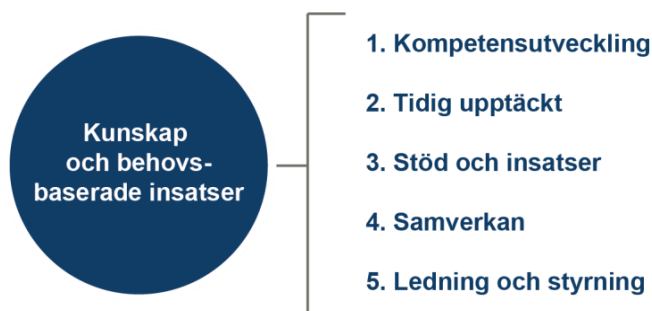 Kunskap
och behovs-
baserade insatser
1. Kompetensutveckling
2. Tidig upptäckt
3. Stöd och insatser
4. Samverkan
5. Ledning och styrning